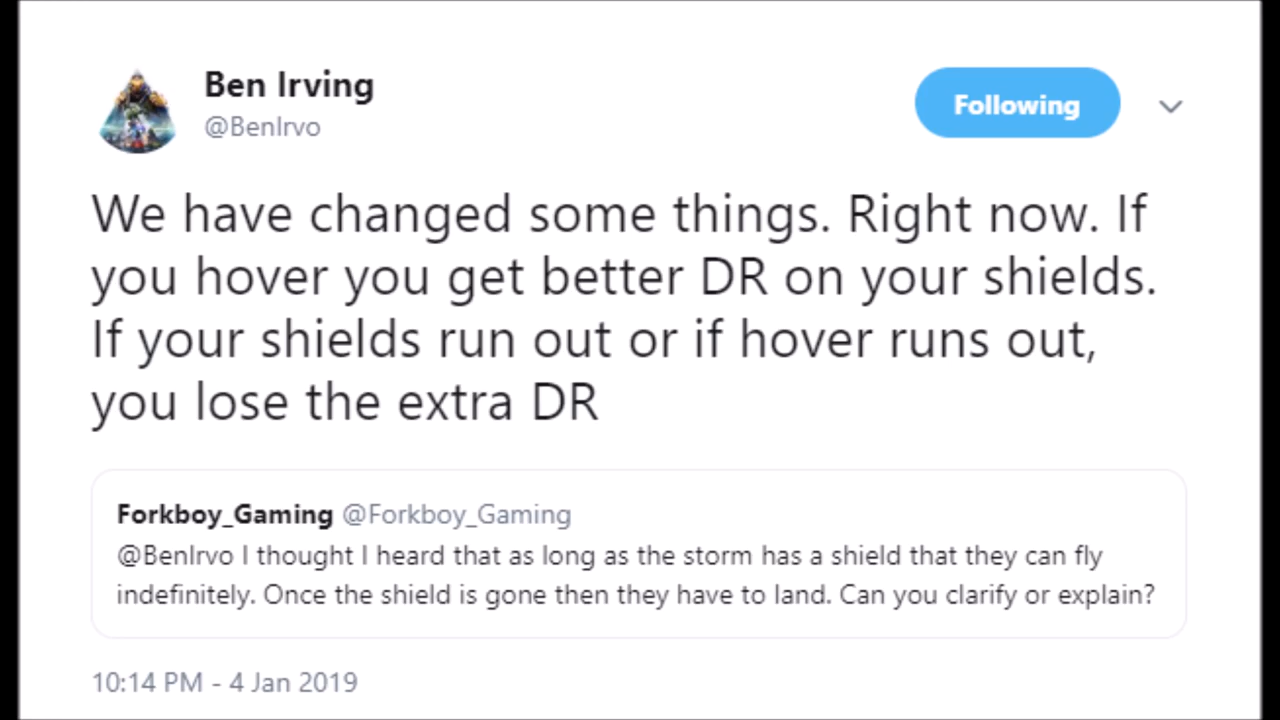 Ben Irving
@BenIrvo
Following
We have changed some things. Right now. If
you hover you get better DR on your shields.
If your shields run out or if hover runs out,
you lose the extra DR
Forkboy_Gaming @Forkboy_Gaming
@BenIrvo I thought I heard that as long as the storm has a shield that they can fly
indefinitely. Once the shield is gone then they have to land. Can you clarify or explain?
10:14 PM - 4 Jan 2019